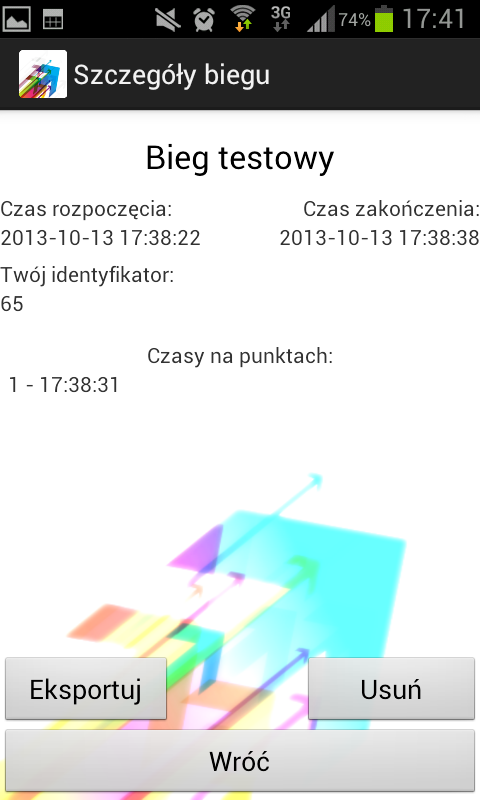 3G 74% 17:41
Szczegóły biegu
Bieg testowy
Czas rozpoczęcia: Czas zakończenia:
2013-10-13 17:38:22 2013-10-13 17:38:38
Twój identyfikator:
65
Czasy na punktach:
1 - 17:38:31
Eksportuj Usuń
Wróć